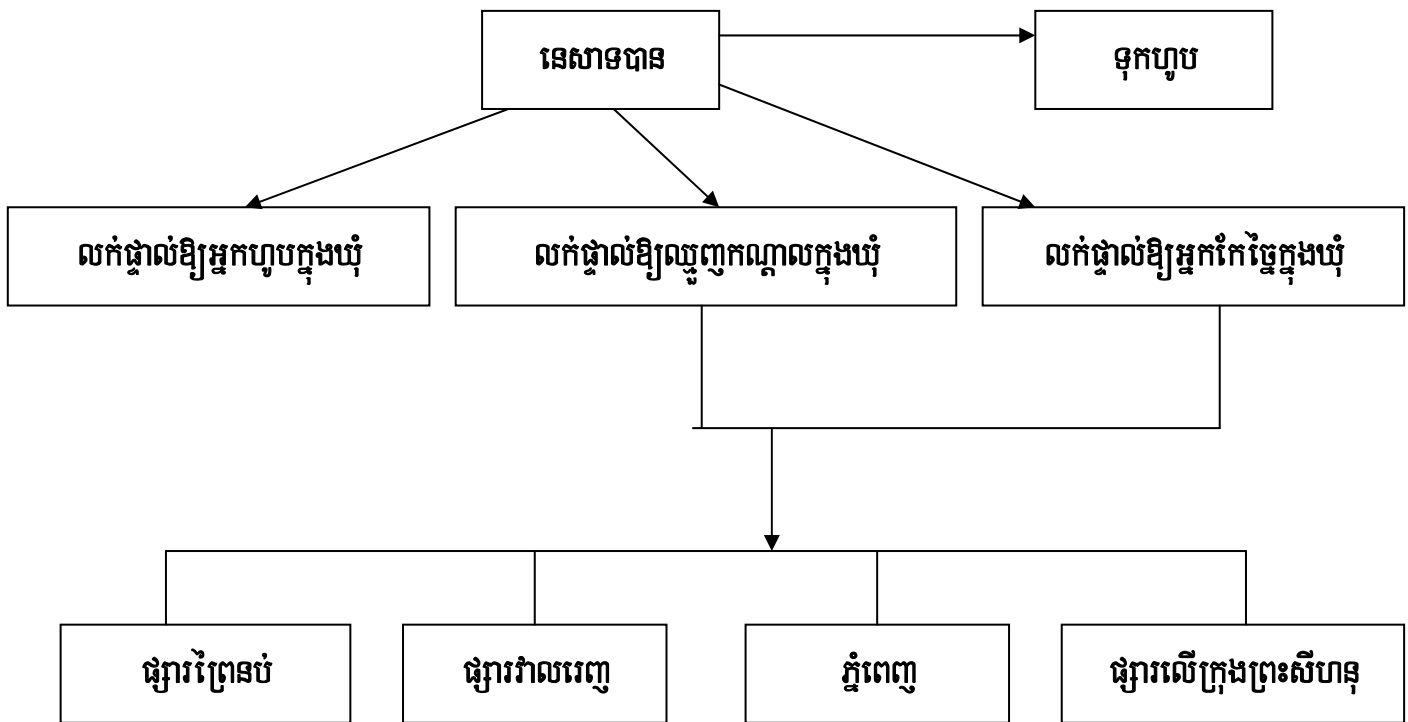 នេសាទបាន
ទុកហូប
លក់ផ្ទាល់ឱ្យអ្នកហូបក្នុងឃុំ
លក់ផ្ទាល់ឱ្យឈ្មួញកណ្តាលក្នុងឃុំ
លក់ផ្ទាល់ឱ្យអ្នកកែច្នៃក្នុងឃុំ
ផ្សារព្រៃនប់
ផ្សារវាលរេញ
ភ្នំពេញ
ផ្សារលើក្រុងព្រះសីហនុ